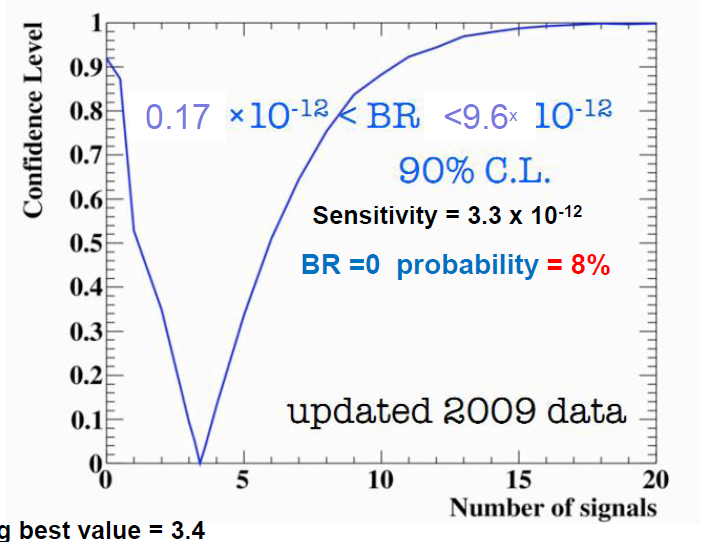 Confidence Level
1
0.9
0.8
0.7
0.6
0.5
0.4
0.3
0.2
0.1
0
0.17 ×10⁻¹² < BR <9.6x 10⁻¹²
90% C.L.
Sensitivity = 3.3 x 10⁻¹²
BR =0 probability = 8%
updated 2009 data
0 5 10 15 20
Number of signals
g best value = 3.4